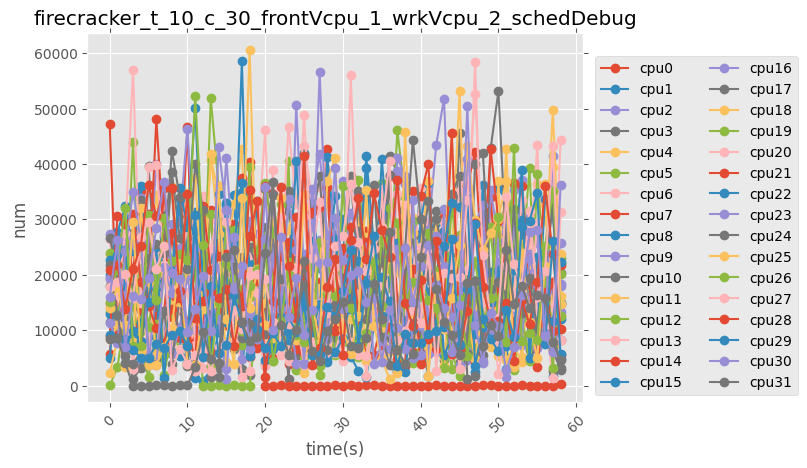 firecracker_t_10_c_30_frontVcpu_1_wrkVcpu_2_schedDebug
60000
50000
40000
30000
20000
10000
0
num
0
10
20
30
40
50
60
time(s)
cpu0
cpu1
cpu2
cpu3
cpu4
cpu5
cpu6
cpu7
cpu8
cpu9
cpu10
cpu11
cpu12
cpu13
cpu14
cpu15
cpu16
cpu17
cpu18
cpu19
cpu20
cpu21
cpu22
cpu23
cpu24
cpu25
cpu26
cpu27
cpu28
cpu29
cpu30
cpu31